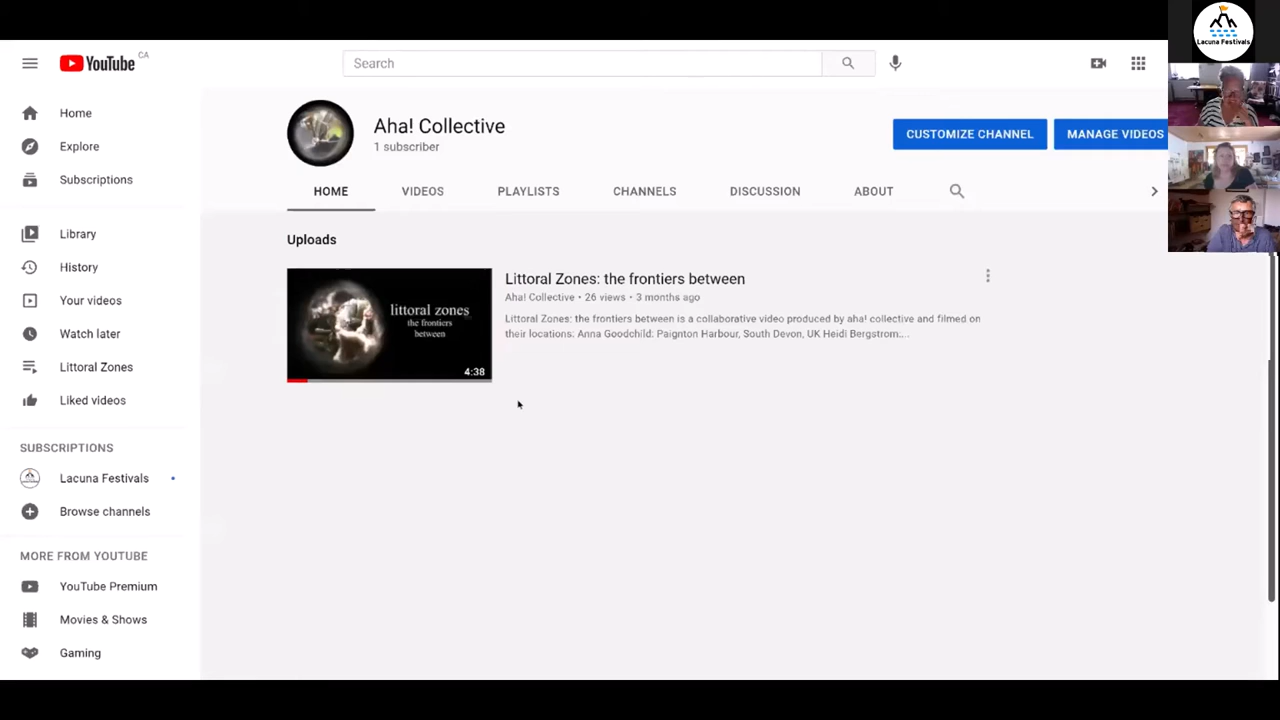 YouTube CA
Search
Lacuna Festivals
Home
Explore
Subscriptions
Library
History
Your videos
Watch later
Littoral Zones
Liked videos
SUBSCRIPTIONS
Lacuna Festivals
Browse channels
MORE FROM YOUTUBE
YouTube Premium
Movies & Shows
Gaming
Aha! Collective
1 subscriber
CUSTOMIZE CHANNEL
MANAGE VIDEOS
HOME VIDEOS PLAYLISTS CHANNELS DISCUSSION ABOUT
Uploads
littoral zones
the frontiers
between
4:38
Littoral Zones: the frontiers between
Aha! Collective • 26 views • 3 months ago
Littoral Zones: the frontiers between is a collaborative video produced by aha! collective and filmed on
their locations: Anna Goodchild: Paignton Harbour, South Devon, UK Heidi Bergstrom:...